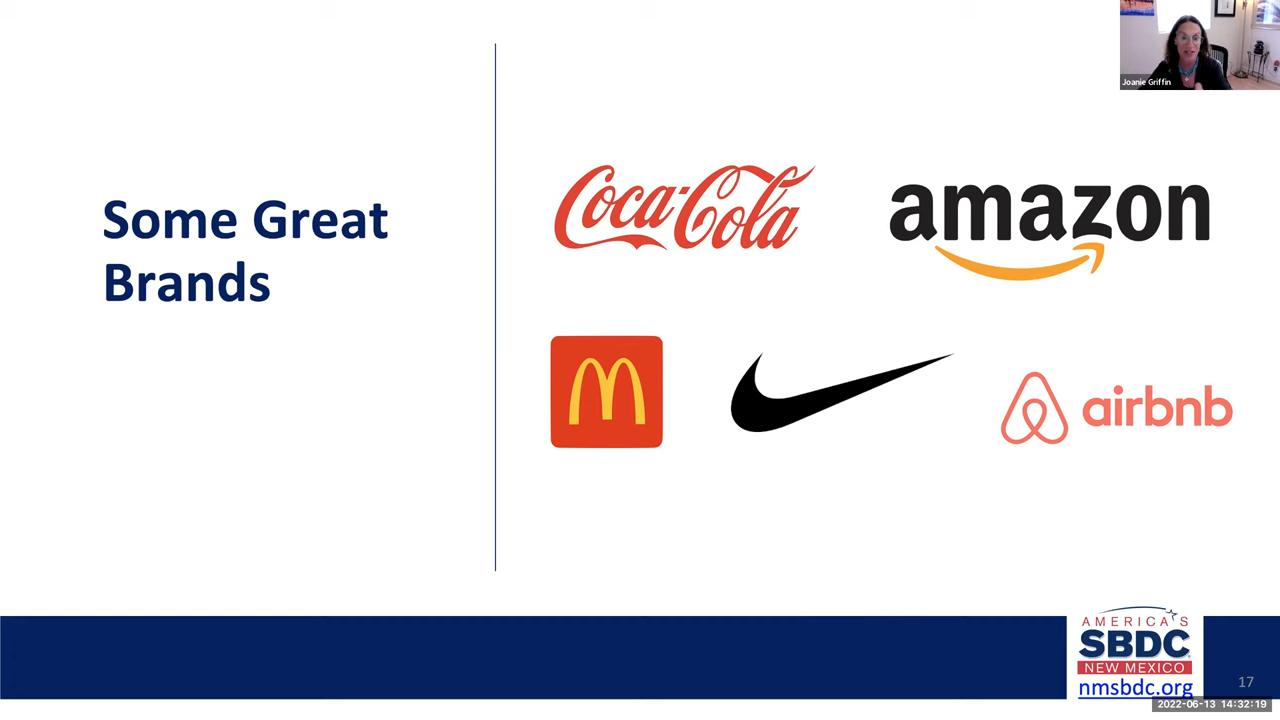 Joanie Griffin
Some Great
Brands
Coca-Cola
amazon
M
airbnb
AMERICA'S
SBDC
NEW MEXICO
nmsbdc.org
17
2022-06-13 14:32:19